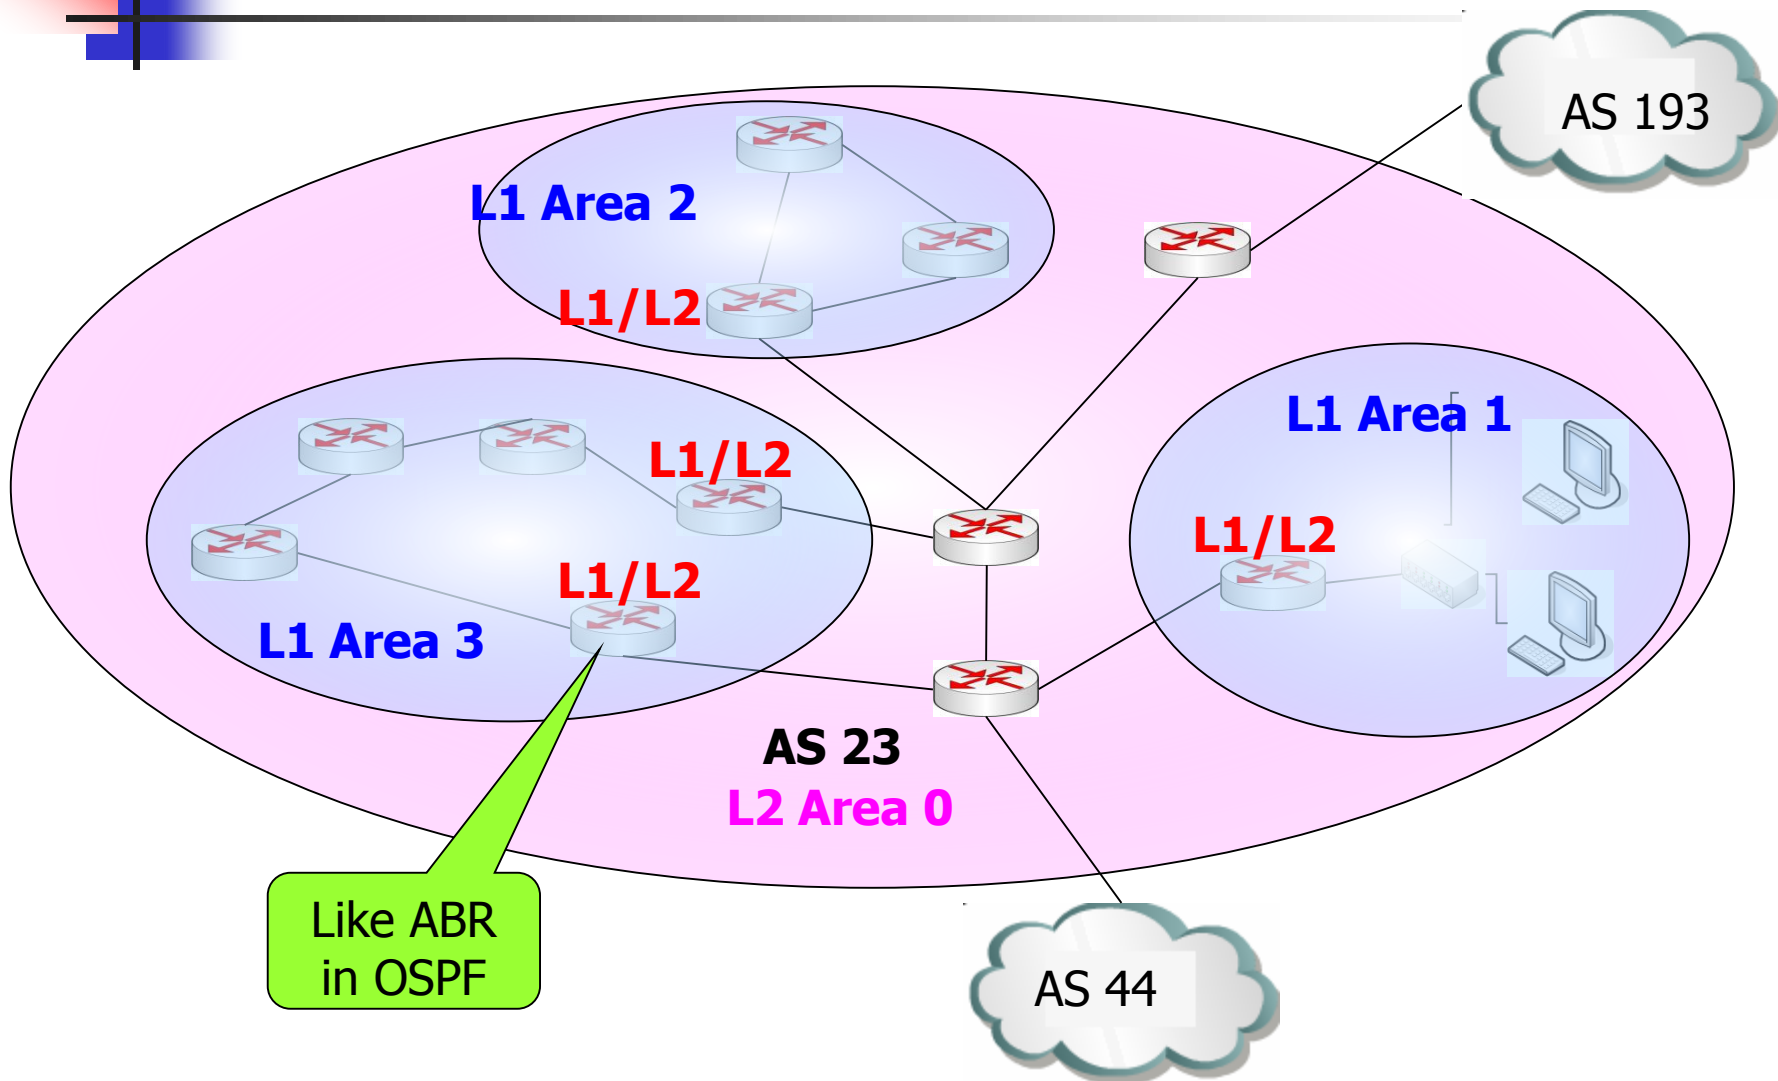 AS 193
L1 Area 2
L1/L2
L1 Area 1
L1/L2
L1/L2
L1/L2
L1 Area 3
AS 23
L2 Area 0
Like ABR
in OSPF
AS 44